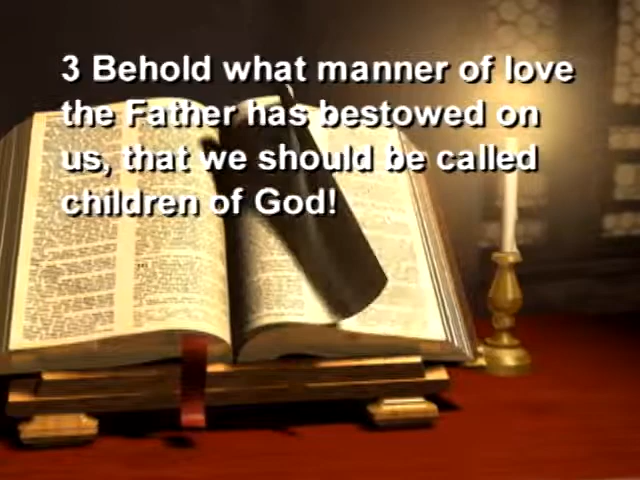 3 Behold what manner of love
the Father has bestowed on
us, that we should be called
children of God!